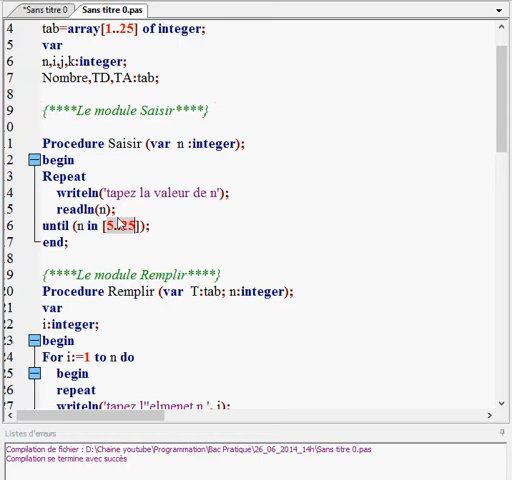 *Sans titre 0
Sans titre 0.pas
4 tab=array[1..25] of integer;
5 var
6 n,i,j,k:integer;
7 Nombre,TD,TA:tab;
8
9 {****Le module Saisir****}
0
1 Procedure Saisir (var n :integer);
2 begin
3 Repeat
4 writeln('tapez la valeur de n');
5 readln(n);
6 until (n in [5..25]);
7 end;
8
9 {****Le module Remplir****}
20 Procedure Remplir (var T:tab; n:integer);
21 var
22 i:integer;
23 begin
24 For i:=1 to n do
25 begin
26 repeat
27 writeln('tapez l''elmenet n ', i);
Listes d'erreurs
Compilation de fichier : D:\Chaine youtube\Programmation\Bac Pratique\26_06_2014_14h\Sans titre 0.pas
Compilation se termine avec succès